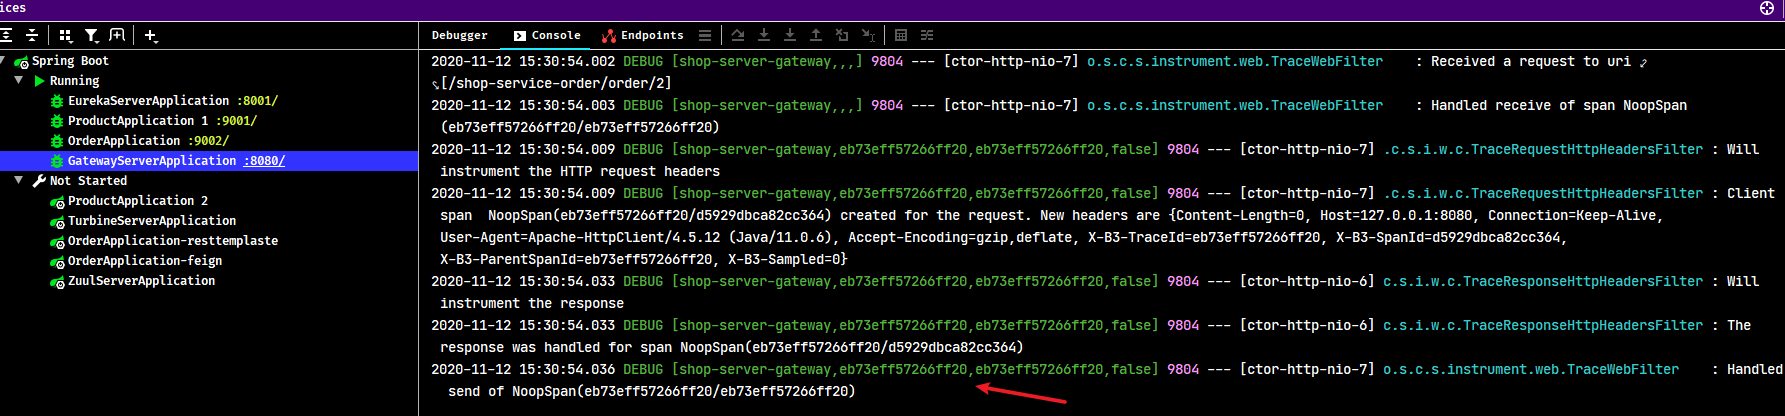 ices
Debugger Console Endpoints
Spring Boot
Running
EurekaServerApplication :8001/
ProductApplication 1 :9001/
OrderApplication :9002/
GatewayServerApplication :8080/
Not Started
ProductApplication 2
TurbineServerApplication
OrderApplication-resttemplaste
OrderApplication-feign
ZuulServerApplication
2020-11-12 15:30:54.002 DEBUG [shop-server-gateway,,,] 9804 --- [ctor-http-nio-7] o.s.c.s.instrument.web.TraceWebFilter : Received a request to uri
[/shop-service-order/order/2]
2020-11-12 15:30:54.003 DEBUG [shop-server-gateway,,,] 9804 --- [ctor-http-nio-7] o.s.c.s.instrument.web.TraceWebFilter : Handled receive of span NoopSpan
(eb73eff57266ff20/eb73eff57266ff20)
2020-11-12 15:30:54.009 DEBUG [shop-server-gateway,eb73eff57266ff20,eb73eff57266ff20,false] 9804 --- [ctor-http-nio-7] .c.s.i.w.c.TraceRequestHttpHeadersFilter : Will
instrument the HTTP request headers
2020-11-12 15:30:54.009 DEBUG [shop-server-gateway,eb73eff57266ff20,eb73eff57266ff20,false] 9804 --- [ctor-http-nio-7] .c.s.i.w.c.TraceRequestHttpHeadersFilter : Client
span  NoopSpan(eb73eff57266ff20/d5929dbca82cc364) created for the request. New headers are {Content-Length=0, Host=127.0.0.1:8080, Connection=Keep-Alive,
User-Agent=Apache-HttpClient/4.5.12 (Java/11.0.6), Accept-Encoding=gzip,deflate, X-B3-TraceId=eb73eff57266ff20, X-B3-SpanId=d5929dbca82cc364,
X-B3-ParentSpanId=eb73eff57266ff20, X-B3-Sampled=0}
2020-11-12 15:30:54.033 DEBUG [shop-server-gateway,eb73eff57266ff20,eb73eff57266ff20,false] 9804 --- [ctor-http-nio-6] c.s.i.w.c.TraceResponseHttpHeadersFilter : Will
instrument the response
2020-11-12 15:30:54.033 DEBUG [shop-server-gateway,eb73eff57266ff20,eb73eff57266ff20,false] 9804 --- [ctor-http-nio-6] c.s.i.w.c.TraceResponseHttpHeadersFilter : The
response was handled for span NoopSpan(eb73eff57266ff20/d5929dbca82cc364)
2020-11-12 15:30:54.036 DEBUG [shop-server-gateway,eb73eff57266ff20,eb73eff57266ff20,false] 9804 --- [ctor-http-nio-7] o.s.c.s.instrument.web.TraceWebFilter : Handled
send of NoopSpan(eb73eff57266ff20/eb73eff57266ff20)